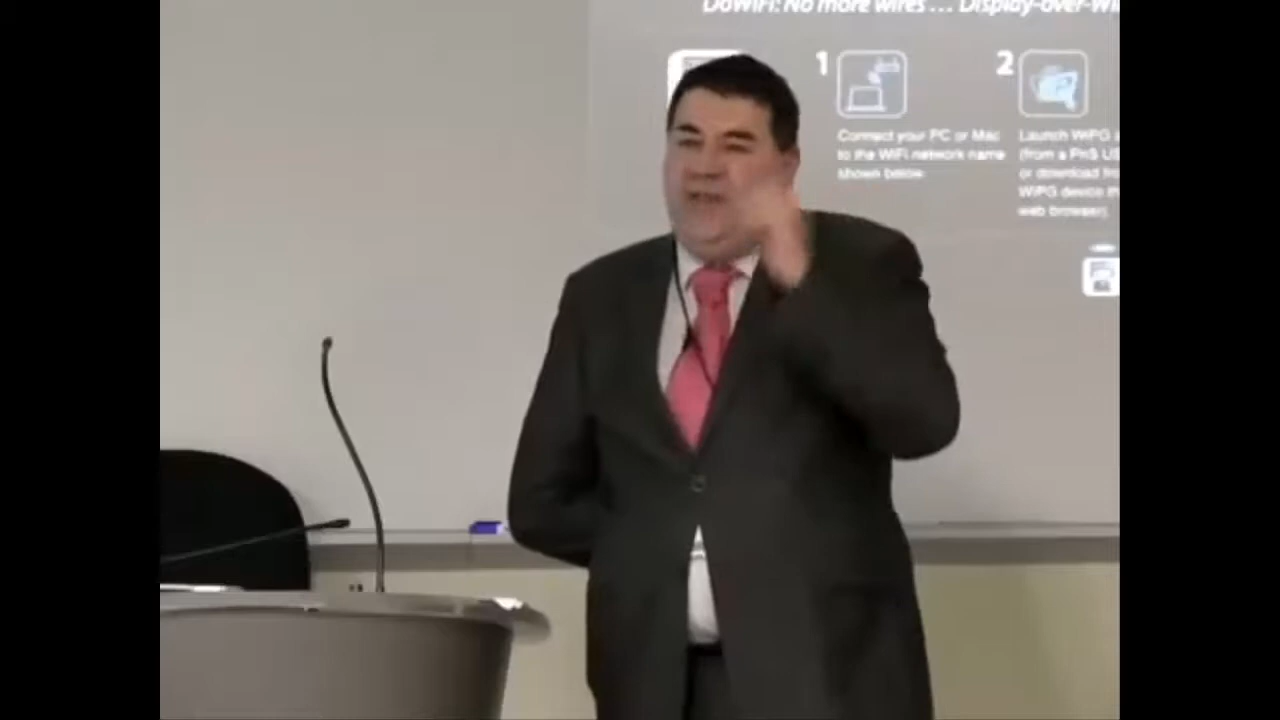 DoWiFi: No more wires ... Display-over-Wi
1
Connect your PC or Mac
to the WiFi network name
shown below
2
Launch WiPG a
(from a PnS US
or download fro
WiPG device th
web browser)